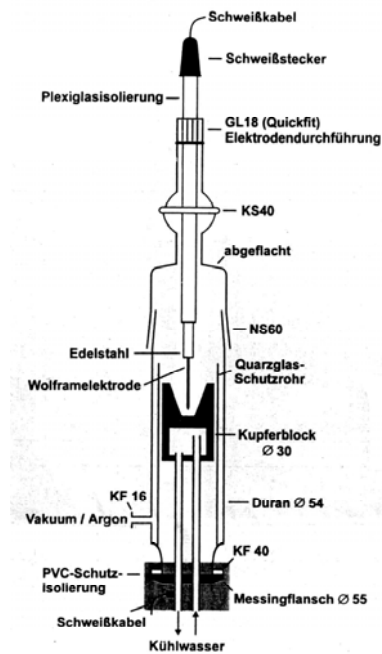 Schweißkabel
Schweißstecker
Plexiglasisolierung
GL18 (Quickfit)
Elektrodendurchführung
KS40
abgeflacht
NS60
Edelstahl
Wolframelektrode
Quarzglas-
Schutzrohr
Kupferblock
Ø 30
KF 16
Vakuum / Argon
Duran Ø 54
KF 40
PVC-Schutz-
isolierung
Messingflansch Ø 55
Schweißkabel
Kühlwasser